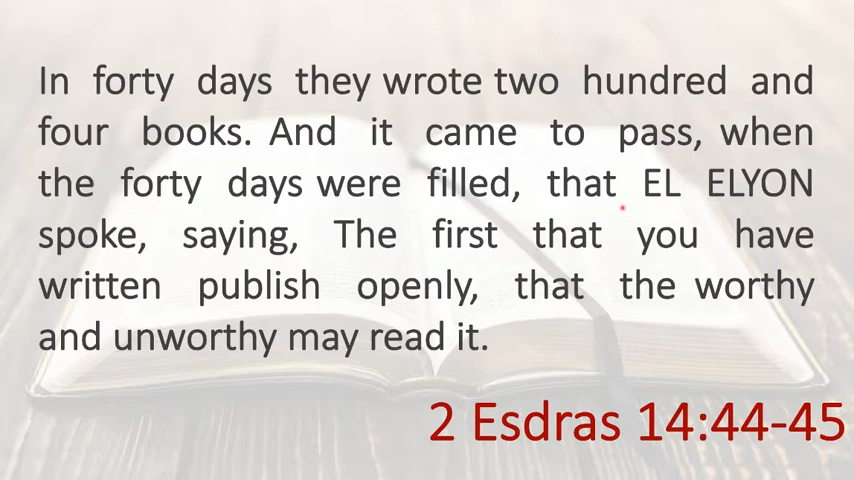 In forty days they wrote two hundred and
four books. And it came to pass, when
the forty days were filled, that EL ELYON
spoke, saying, The first that you have
written publish openly, that the worthy
and unworthy may read it.
2 Esdras 14:44-45